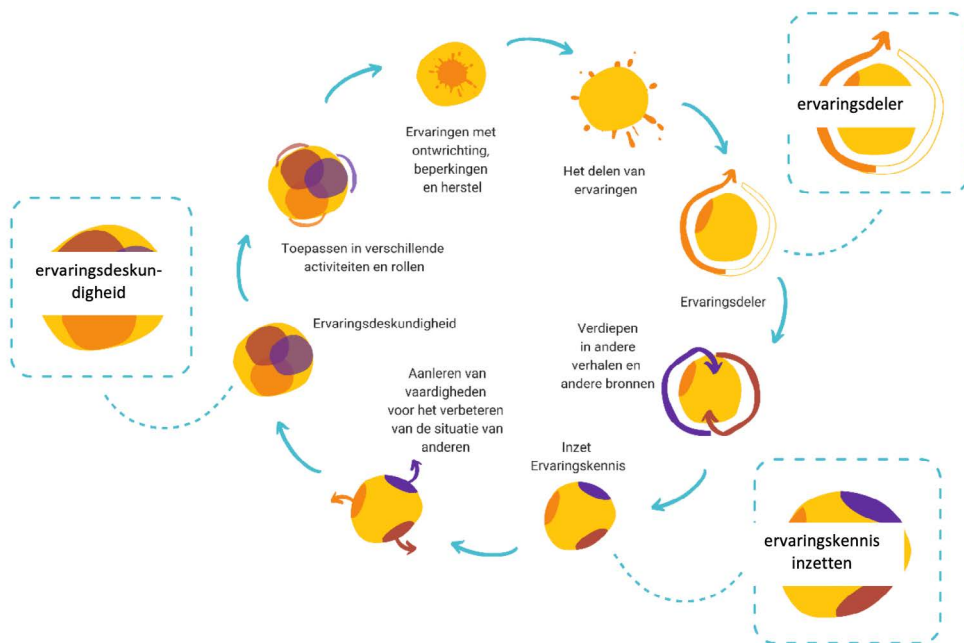 Ervaringen met
ontwrichting,
beperkingen
en herstel
Het delen van
ervaringen
ervaringsdeler
Ervaringsdeler
Verdiepen
in andere
verhalen en
andere bronnen
Inzet
Ervaringskennis
ervaringskennis
inzetten
Aanleren van
vaardigheden
voor het verbeteren
van de situatie van
anderen
Ervaringsdeskundigheid
ervaringsdeskun-
digheid
Toepassen in verschillende
activiteiten en rollen